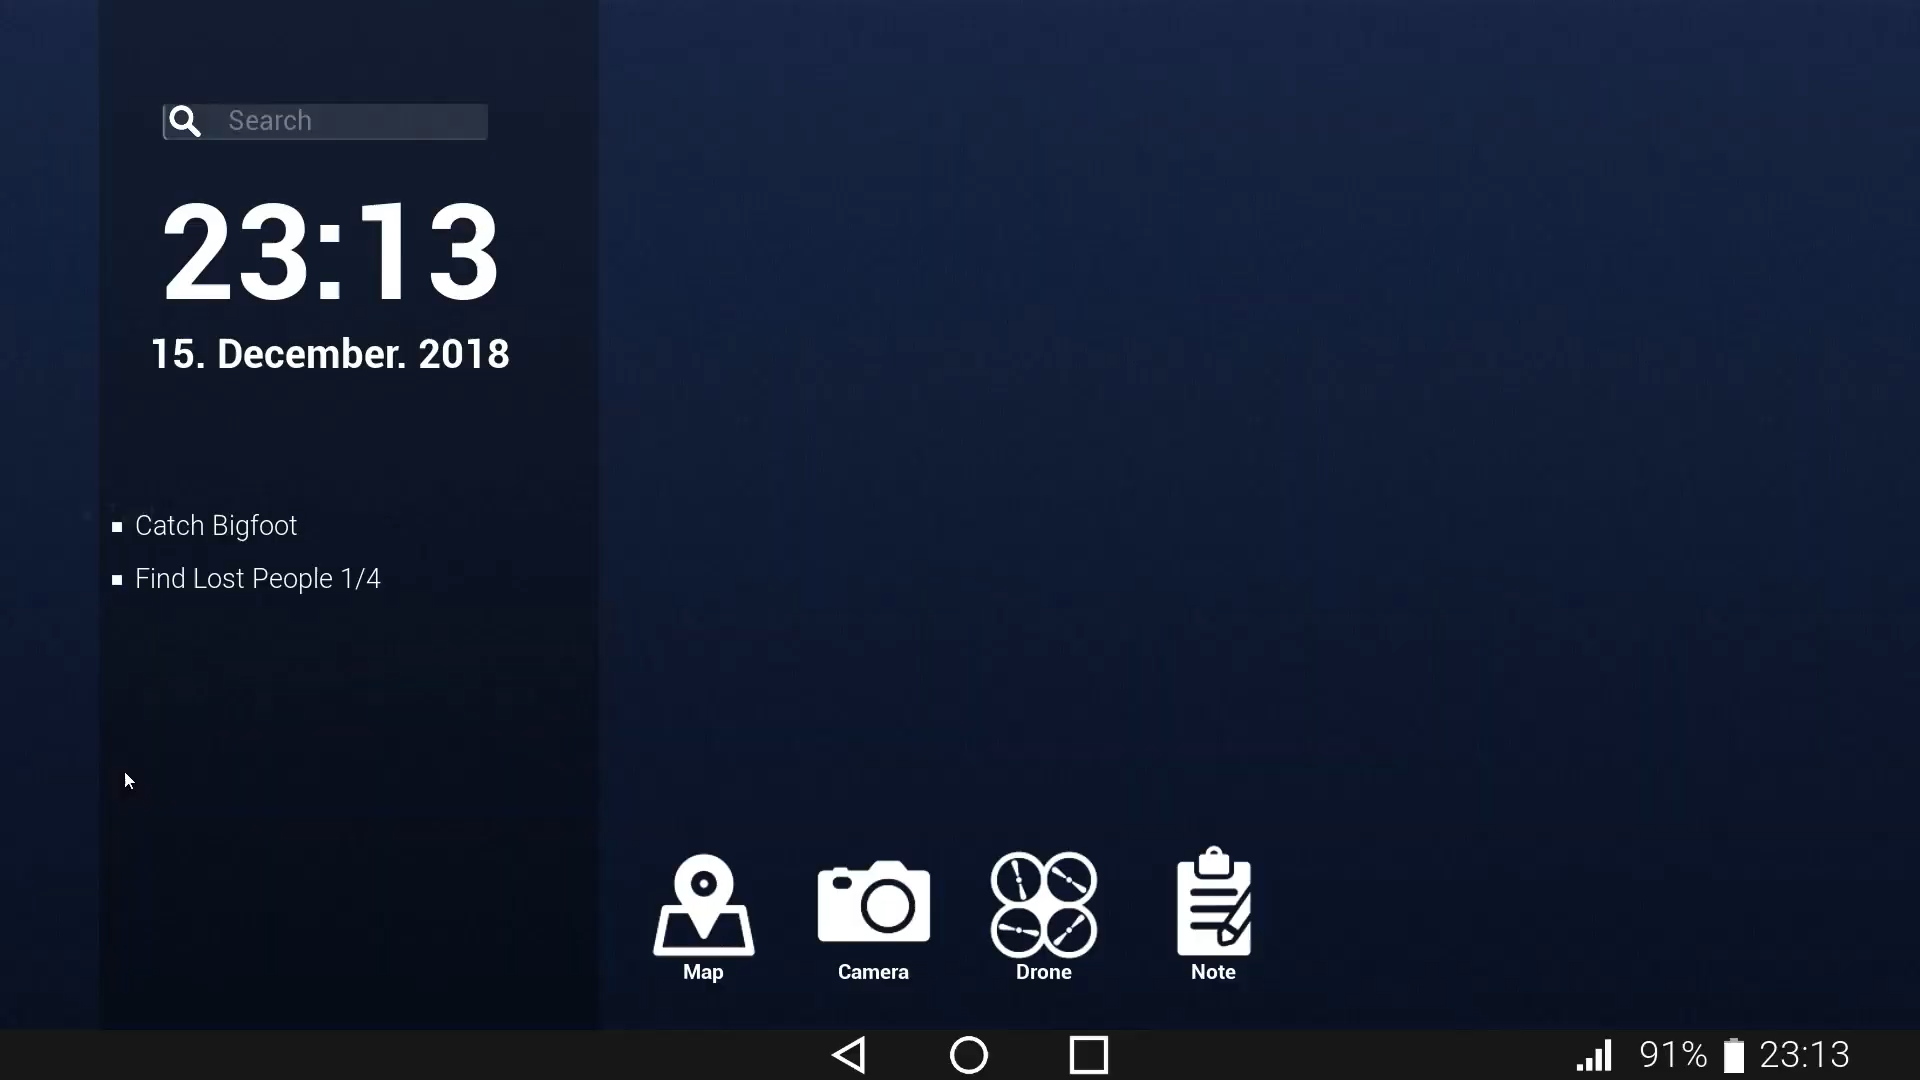 Search
23:13
15. December. 2018
Catch Bigfoot
Find Lost People 1/4
Map
Camera
Drone
Note
91% 23:13